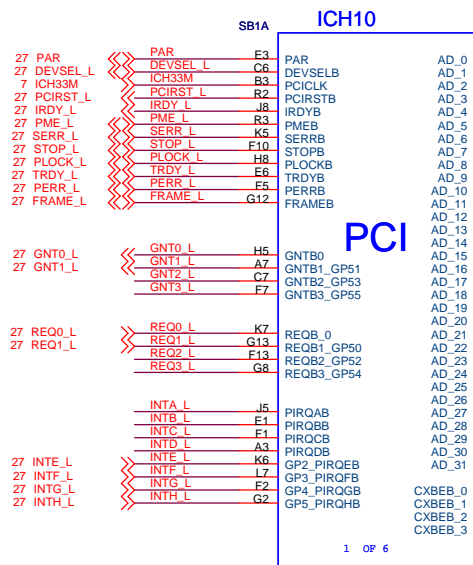 ICH10
SB1A
27 PAR PAR E3 PAR AD_0
27 DEVSEL_L DEVSEL_L C6 DEVSELB AD_1
7 ICH33M ICH33M B3 PCICLK AD_2
27 PCIRST_L PCIRST_L R2 PCIRSTB AD_3
27 IRDY_L IRDY_L J8 IRDYB AD_4
27 PME_L PME_L R3 PMEB AD_5
27 SERR_L SERR_L K5 SERRB AD_6
27 STOP_L STOP_L F10 STOPB AD_7
27 PLOCK_L PLOCK_L H8 PLOCKB AD_8
27 TRDY_L TRDY_L E6 TRDYB AD_9
27 PERR_L PERR_L F5 PERRB AD_10
27 FRAME_L FRAME_L G12 FRAMEB AD_11
AD_12
AD_13
PCI
AD_14
27 GNT0_L GNT0_L H5 GNTB0 AD_15
27 GNT1_L GNT1_L A7 GNTB1_GP51 AD_16
GNT2_L C7 GNTB2_GP53 AD_17
GNT3_L F7 GNTB3_GP55 AD_18
AD_19
AD_20
27 REQ0_L REQ0_L K7 REQB_0 AD_21
27 REQ1_L REQ1_L G13 REQB1_GP50 AD_22
REQ2_L F13 REQB2_GP52 AD_23
REQ3_L G8 REQB3_GP54 AD_24
AD_25
AD_26
INTA_L J5 PIRQAB AD_27
INTB_L E1 PIRQBB AD_28
INTC_L F1 PIRQCB AD_29
INTD_L A3 PIRQDB AD_30
27 INTE_L INTE_L K6 GP2_PIRQEB AD_31
27 INTF_L INTF_L L7 GP3_PIRQFB
27 INTG_L INTG_L F2 GP4_PIRQGB CXBEB_0
27 INTH_L INTH_L G2 GP5_PIRQHB CXBEB_1
CXBEB_2
CXBEB_3
1 OF 6